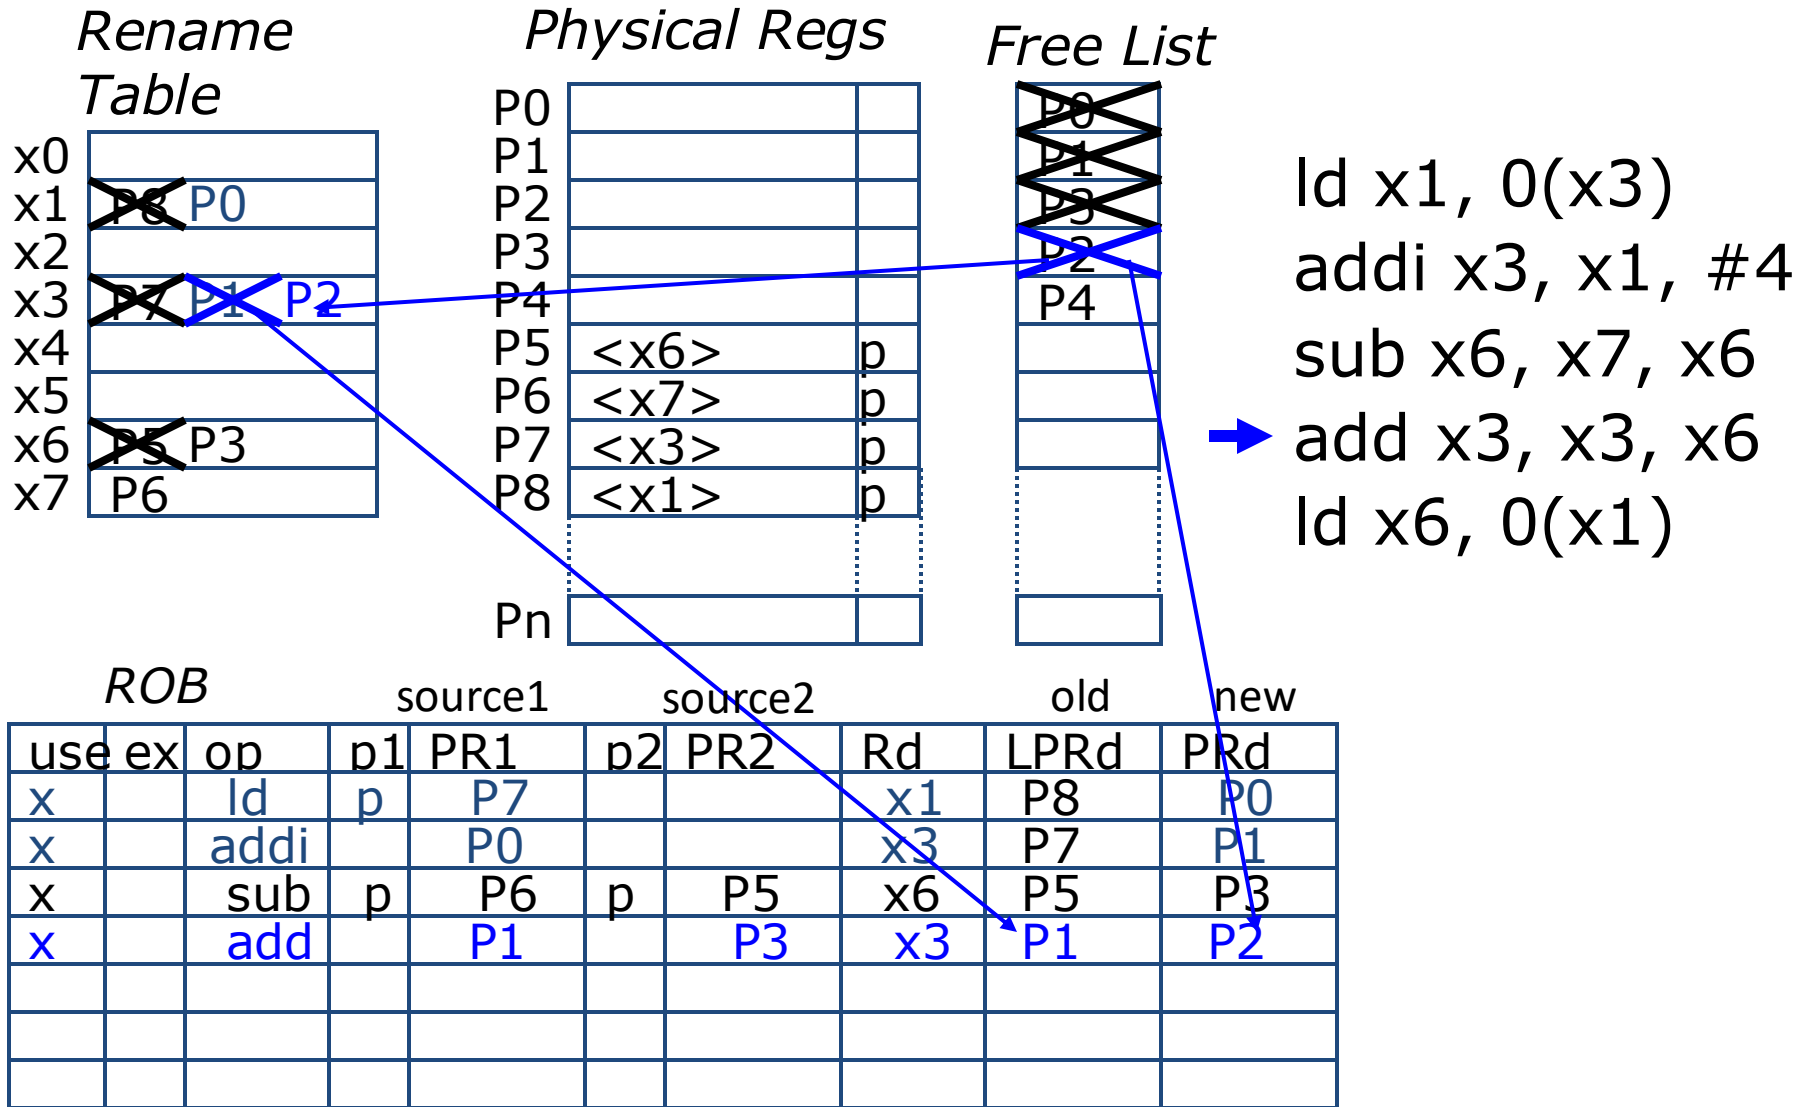 Rename
Table
x0
x1 P8 P0
x2
x3 P7 P1 P2
x4
x5
x6 P5 P3
x7 P6
Physical Regs
P0
P1
P2
P3
P4
P5 <x6> p
P6 <x7> p
P7 <x3> p
P8 <x1> p
Pn
Free List
P0
P1
P3
P2
P4
ld x1, 0(x3)
addi x3, x1, #4
sub x6, x7, x6
add x3, x3, x6
ld x6, 0(x1)
ROB source1 source2 old new
use ex op p1 PR1 p2 PR2 Rd LPRd PRd
x ld p P7 x1 P8 P0
x addi P0 x3 P7 P1
x sub p P6 p P5 x6 P5 P3
x add P1 P3 x3 P1 P2